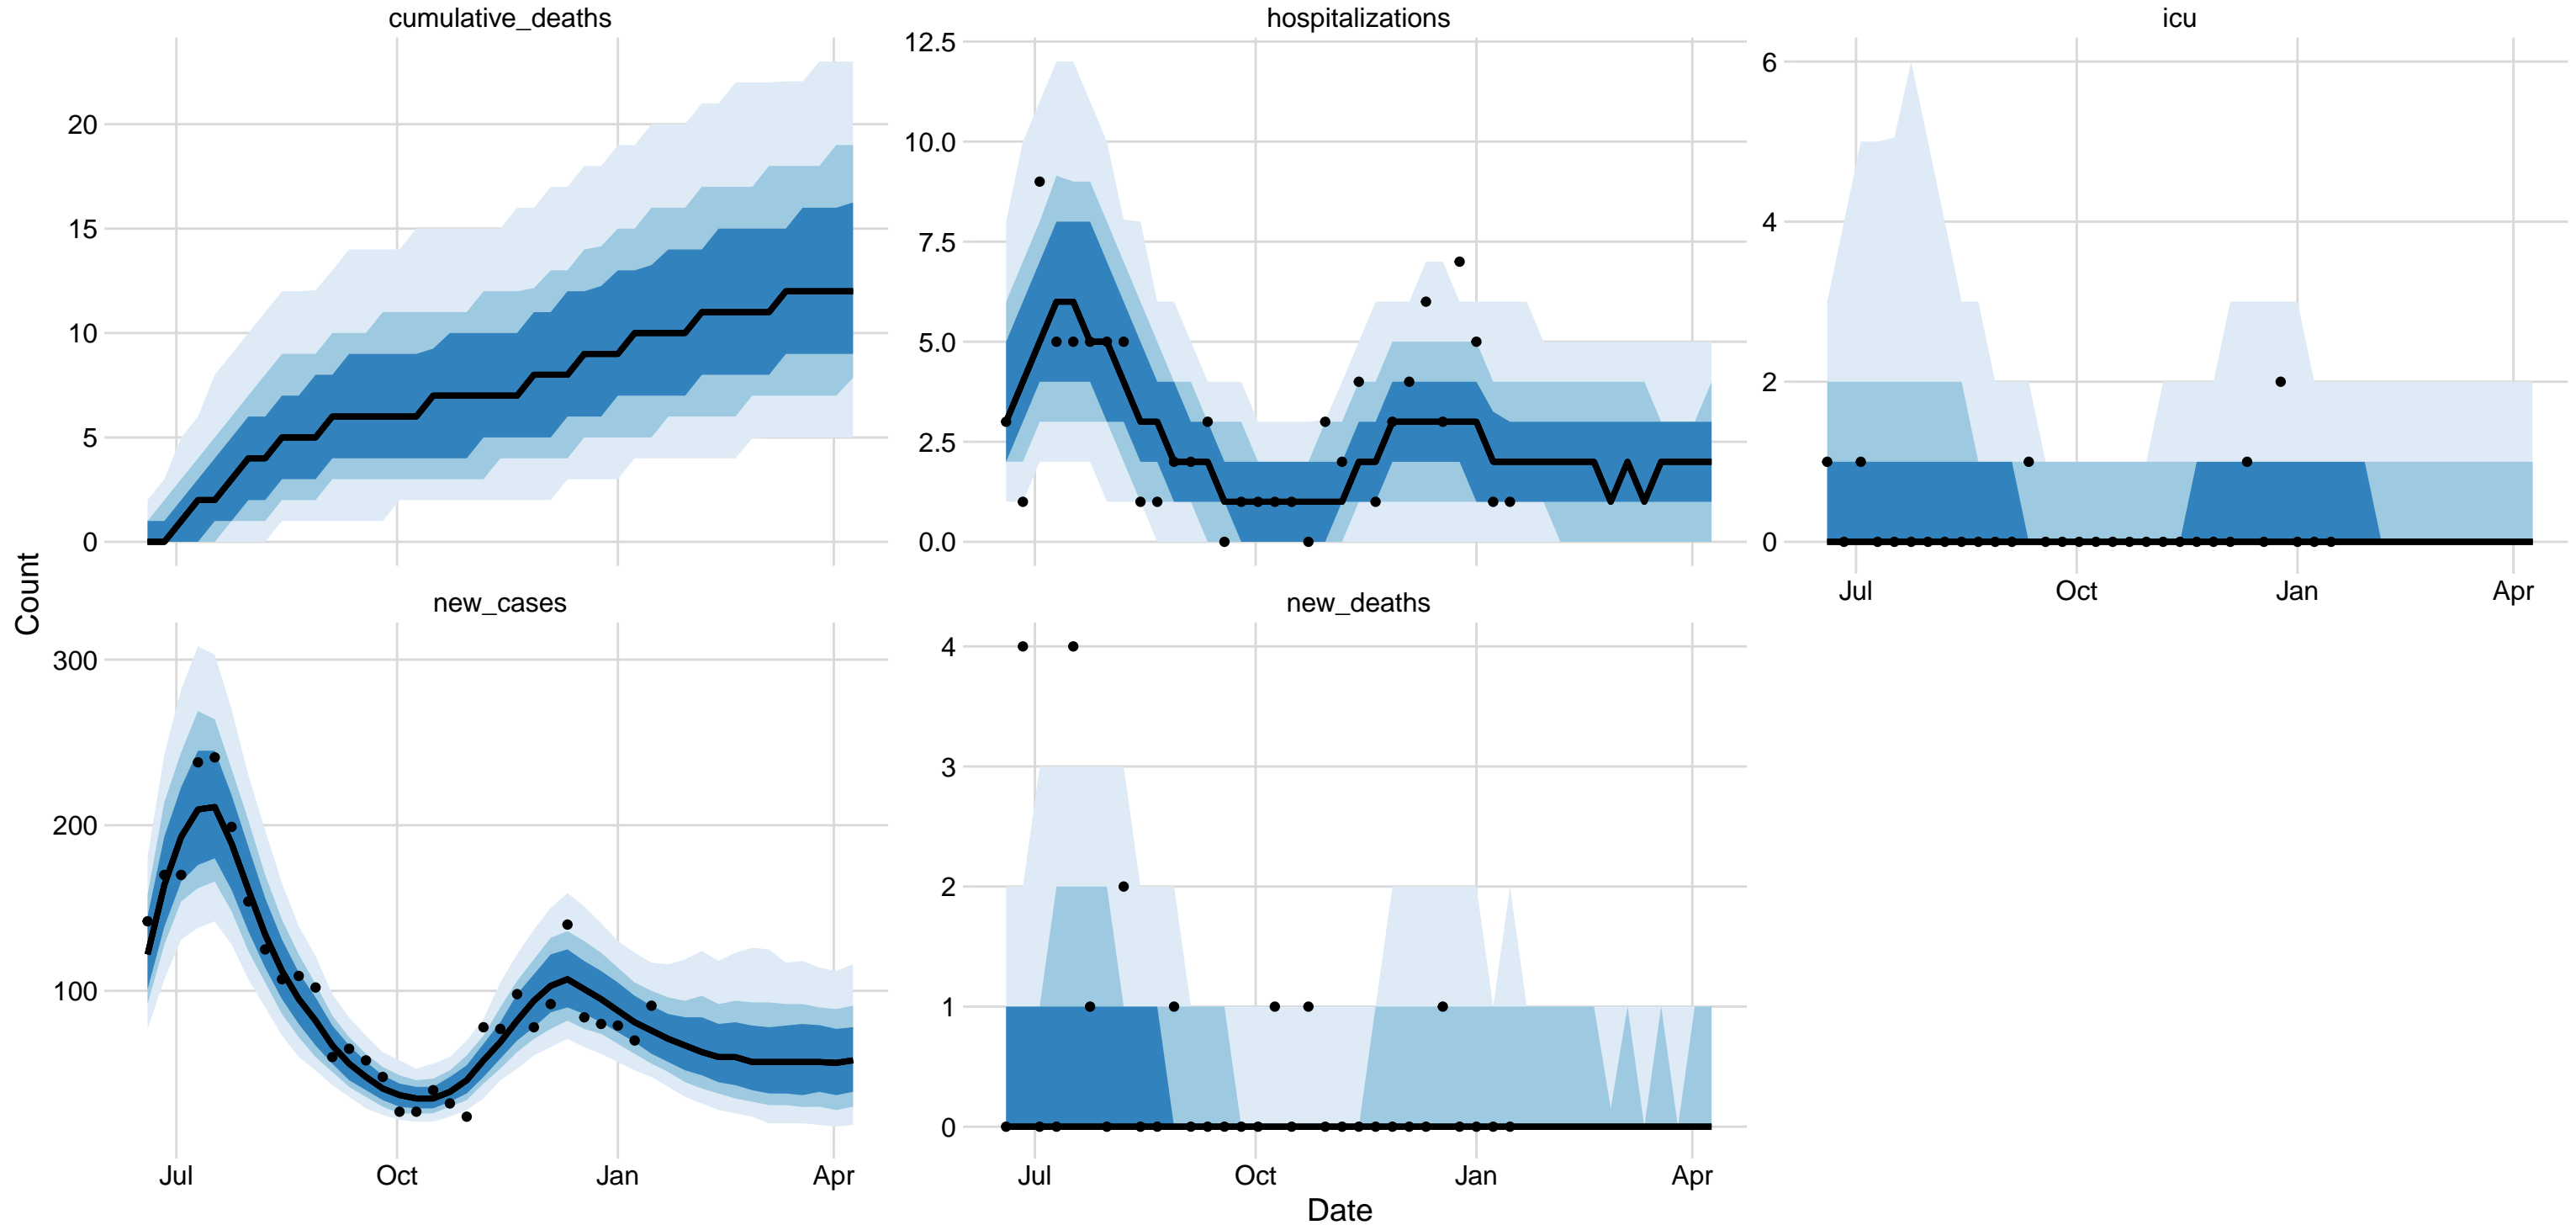 cumulative_deaths
hospitalizations
icu
20
15
10
5
0
12.5
10.0
7.5
5.0
2.5
0.0
6
4
2
0
Jul Oct Jan Apr
Count
new_cases
new_deaths
300
200
100
4
3
2
1
0
Jul Oct Jan Apr
Jul Oct Jan Apr
Date